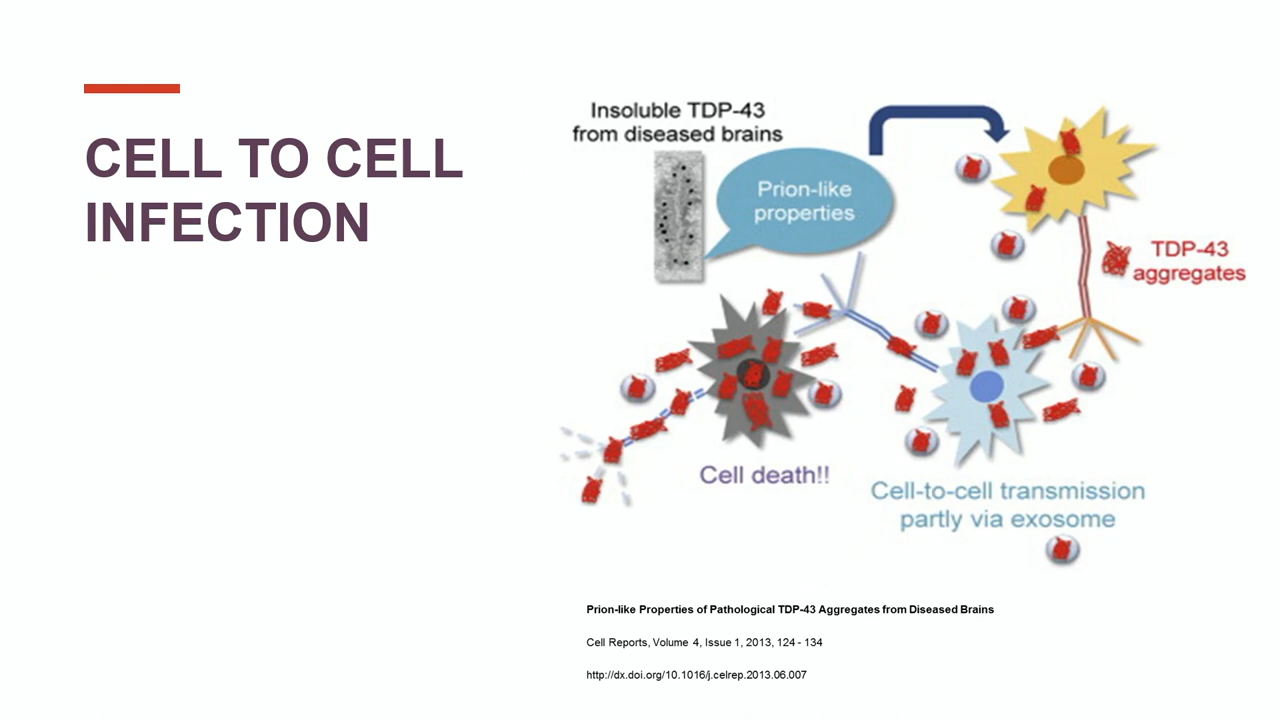 CELL TO CELL
INFECTION
Insoluble TDP-43
from diseased brains
Prion-like
properties
TDP-43
aggregates
Cell death!!
Cell-to-cell transmission
partly via exosome
Prion-like Properties of Pathological TDP-43 Aggregates from Diseased Brains
Cell Reports, Volume 4, Issue 1, 2013, 124 - 134
http://dx.doi.org/10.1016/j.celrep.2013.06.007